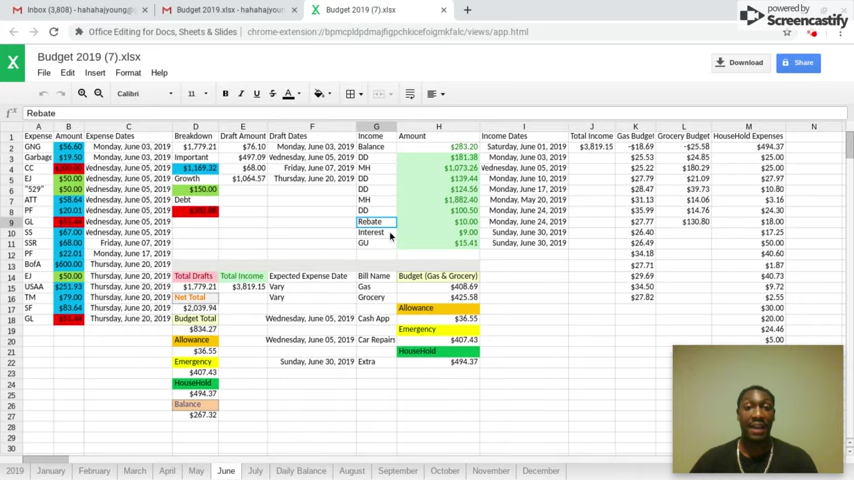 Inbox (3,808) - hahahajyoung@
Budget 2019.xlsx - hahahajyoun
Budget 2019 (7).xlsx
powered by
Screencastify
Office Editing for Docs, Sheets & Slides
chrome-extension://bpmcpldpdmajfigpchkicefoigmkfalc/views/app.html
X
Budget 2019 (7).xlsx
File Edit Insert Format Help
Download
Share
Calibri 11 B I U S A
fx Rebate
A B C D E F G H I J K L M N
1 Expense Amount Expense Dates Breakdown Draft Amount Draft Dates Income Amount Income Dates Total Income Gas Budget Grocery Budget HouseHold Expenses
2 GNG $56.60 Monday, June 03, 2019 $1,779.21 $76.10 Monday, June 03, 2019 Balance $283.20 Saturday, June 01, 2019 $3,819.15 -$18.69 -$25.58 $494.37
3 Garbage $19.50 Monday, June 03, 2019 Important $497.09 Wednesday, June 05, 2019 DD $181.38 Monday, June 03, 2019 $25.53 $24.85 $22.00
4 CC Wednesday, June 05, 2019 $1,169.32 $68.00 Friday, June 07, 2019 MH $1,073.26 Wednesday, June 05, 2019 $25.44 $180.29 $26.00
5 EJ $50.00 Wednesday, June 05, 2019 Growth $1,064.57 Thursday, June 20, 2019 DD $139.44 Monday, June 10, 2019 $27.79 $21.09 $27.97
6 "529" $50.00 Wednesday, June 05, 2019 $150.00 DD $124.56 Monday, June 17, 2019 $28.47 $39.73 $10.80
7 ATT $58.64 Wednesday, June 05, 2019 Debt MH $1,882.40 Monday, May 20, 2019 $31.13 $14.06 $3.16
8 PF $20.01 Wednesday, June 05, 2019 DD $100.50 Monday, June 24, 2019 $35.99 $14.76 $24.30
9 GL Wednesday, June 05, 2019 Rebate $10.00 Monday, June 24, 2019 $27.77 $130.80 $18.00
10 SS $67.00 Wednesday, June 05, 2019 Interest $9.00 Sunday, June 30, 2019 $26.40 $17.25
11 SSR $68.00 Friday, June 07, 2019 GU $15.41 Sunday, June 30, 2019 $26.49 $50.00
12 PF $22.01 Monday, June 17, 2019 $34.18 $40.60
13 BofA $600.00 Thursday, June 20, 2019 $27.71 $1.87
14 EJ $50.00 Thursday, June 20, 2019 Total Drafts Total Income Expected Expense Date Bill Name Budget (Gas & Grocery) $29.69 $3.25
15 USAA $251.93 Thursday, June 20, 2019 $1,779.21 $3,819.15 Vary Gas $408.69 $34.50 $9.72
16 TM $79.00 Thursday, June 20, 2019 Net Total Vary Grocery $425.58 $27.82 $2.55
17 SF $83.64 Thursday, June 20, 2019 $2,039.94 Allowance $30.00
18 GL Thursday, June 20, 2019 Budget Total Wednesday, June 05, 2019 Cash App $36.55 $20.00
19 $834.27 Emergency $24.46
20 Allowance Wednesday, June 05, 2019 Car Repairs $407.43 $5.00
21 $36.55 HouseHold
22 Emergency Sunday, June 30, 2019 Extra $494.37
23 $407.43
24 HouseHold
25 $494.37
26 Balance
27 $267.32
28
29
30
2019 January February March April May June July Daily Balance August September October November December